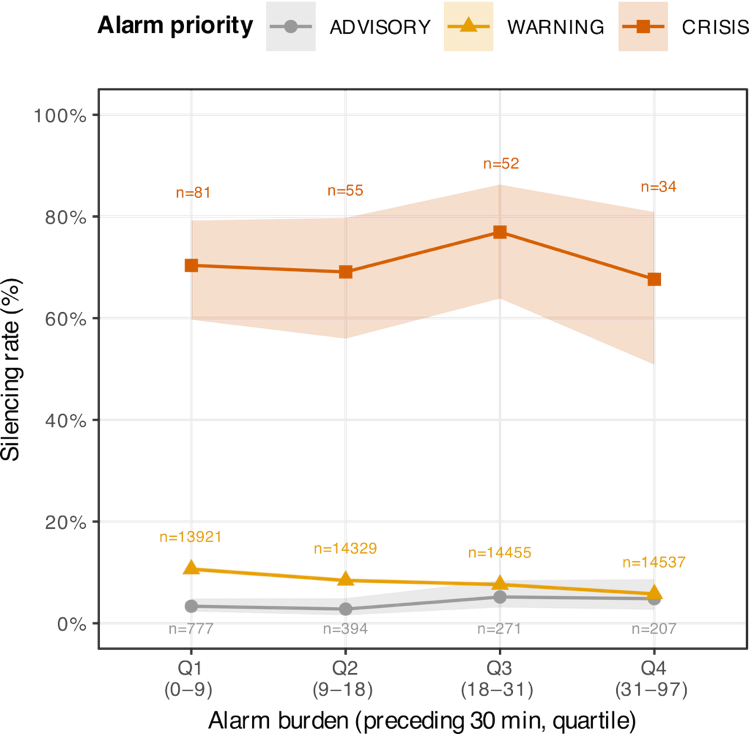 Alarm priority ADVISORY WARNING CRISIS
100%
80%
60%
40%
20%
0%
Silencing rate (%)
n=81 n=55 n=52 n=34
n=13921 n=14329 n=14455 n=14537
n=777 n=394 n=271 n=207
Q1 Q2 Q3 Q4
(0–9) (9–18) (18–31) (31–97)
Alarm burden (preceding 30 min, quartile)